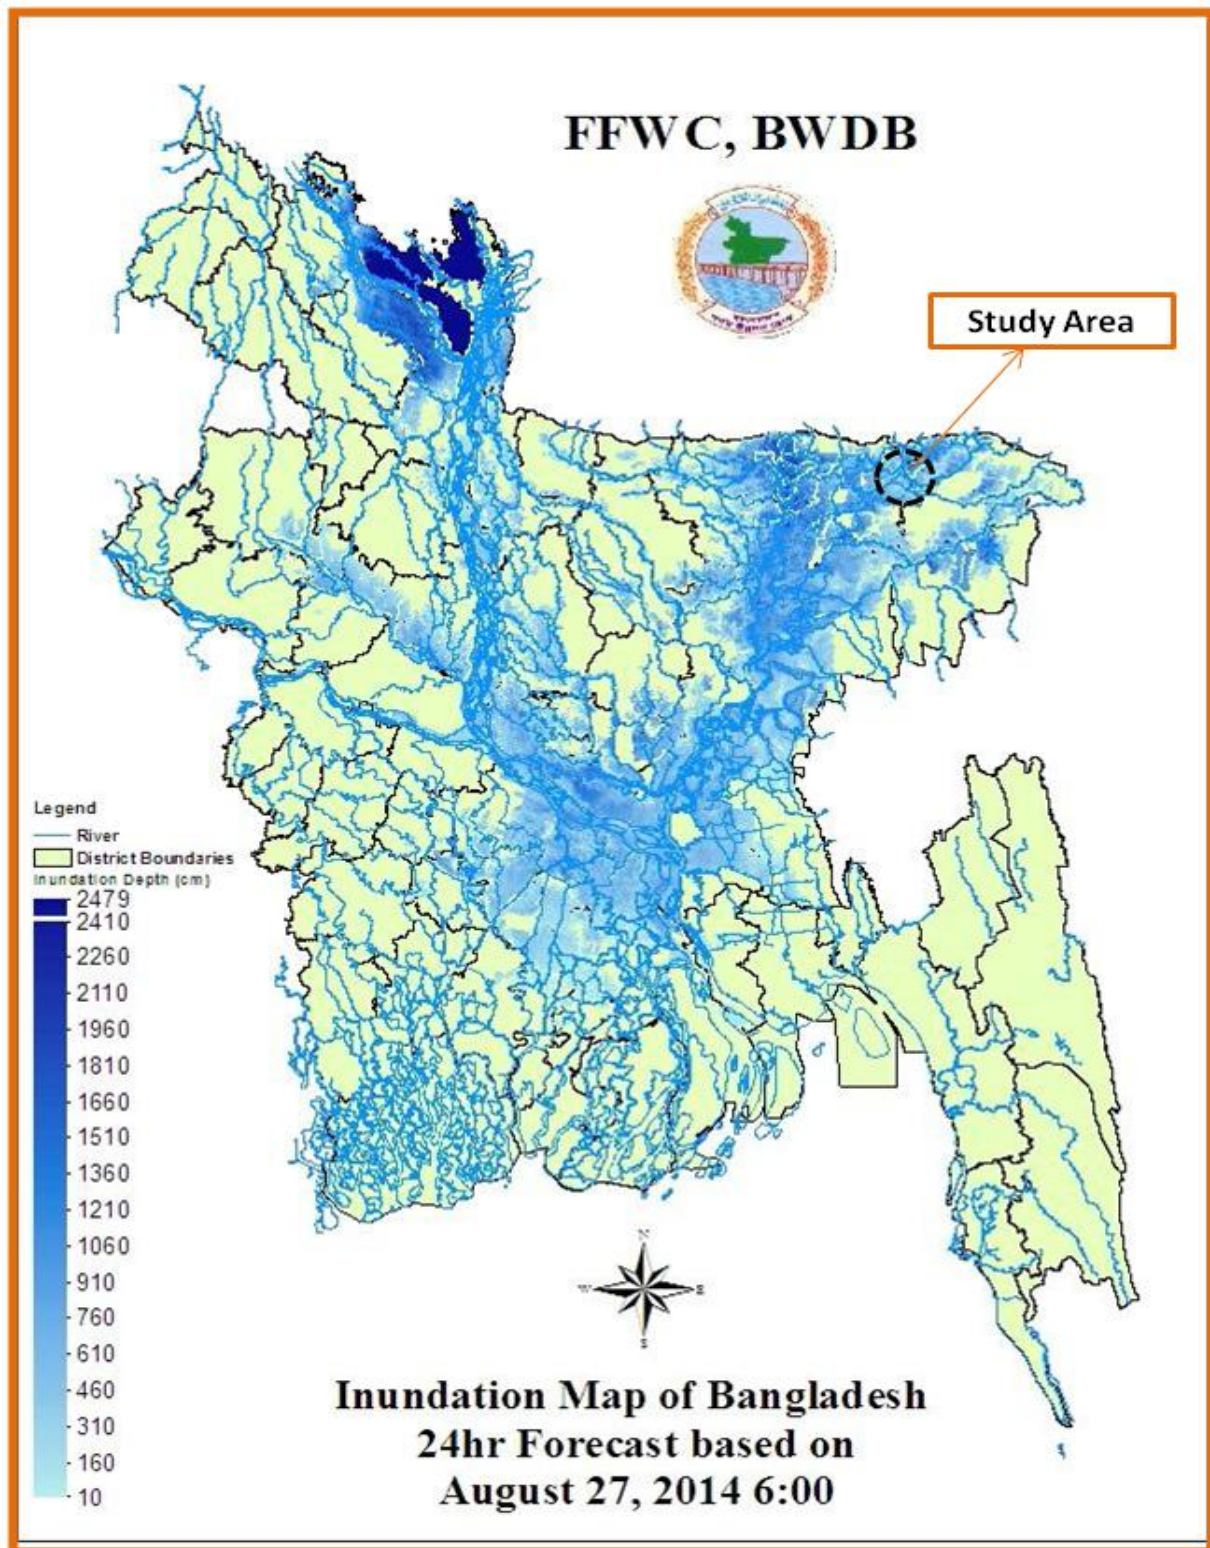 FFWC, BWDB
Study Area
Legend
River
District Boundaries
Inundation Depth (cm)
2479
2410
2260
2110
1960
1810
1660
1510
1360
1210
1060
910
760
610
460
310
160
10
N
W
E
S
Inundation Map of Bangladesh
24hr Forecast based on
August 27, 2014 6:00